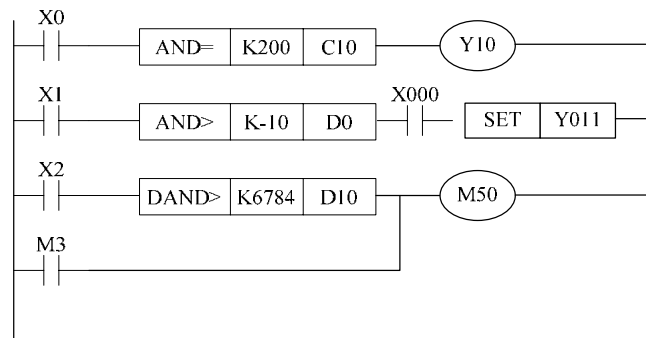 X0
AND= K200 C10 Y10
X1
AND> K-10 D0 X000 SET Y011
X2
DAND> K6784 D10 M50
M3